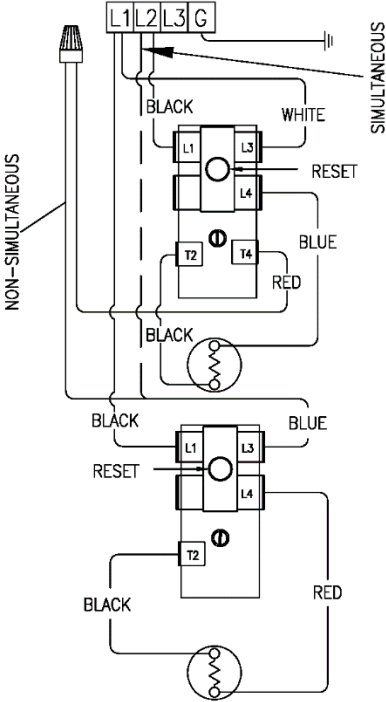 L1 L2 L3 G
SIMULTANEOUS
BLACK
WHITE
L1 L3
RESET
L4
NON-SIMULTANEOUS
BLUE
T2 T4
RED
BLACK
BLACK
BLUE
L1 L3
RESET
L4
T2
BLACK
RED